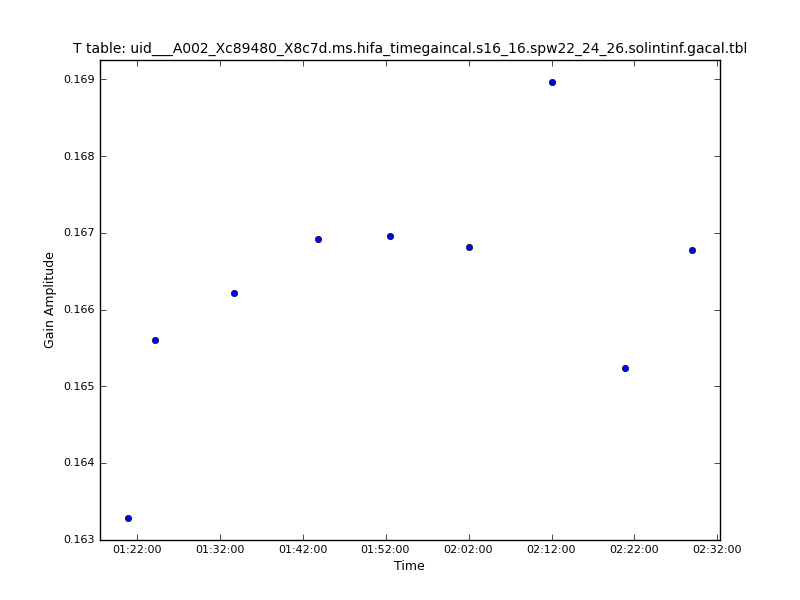 T table: uid___A002_Xc89480_X8c7d.ms.hifa_timegaincal.s16_16.spw22_24_26.solintinf.gacal.tbl
0.169
0.168
0.167
0.166
0.165
0.164
0.163
Gain Amplitude
01:22:00 01:32:00 01:42:00 01:52:00 02:02:00 02:12:00 02:22:00 02:32:00
Time